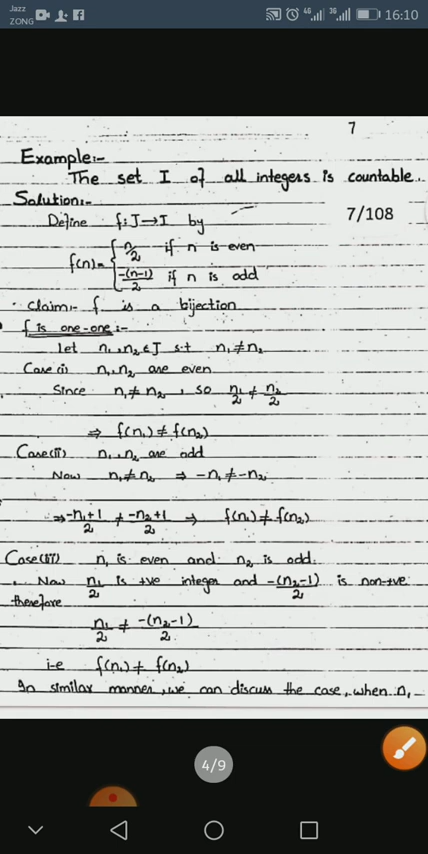 Jazz
ZONG
4G
3G
16:10
7
Example:-
The set I of all integers is countable.
Solution:-
7/108
Define f: J→I by
f(n)= { n/2 if n is even
-(n-1)/2 if n is odd
Claim:- f is a bijection
f is one-one:-
let n₁, n₂ ∈ J s.t n₁ ≠ n₂
Case (i) n₁, n₂ are even
Since n₁ ≠ n₂, so n₁/2 ≠ n₂/2
⇒ f(n₁) ≠ f(n₂)
Case (ii) n₁, n₂ are odd
Now n₁ ≠ n₂ ⇒ -n₁ ≠ -n₂
⇒ -n₁+1/2 ≠ -n₂+1/2 ⇒ f(n₁) ≠ f(n₂)
Case (iii) n₁ is even and n₂ is odd.
Now n₁/2 is +ve integer and -(n₂-1)/2 is non-+ve
therefore
n₁/2 ≠ -(n₂-1)/2
i-e f(n₁) ≠ f(n₂)
In similar manner, we can discuss the case, when n₁ -
4/9